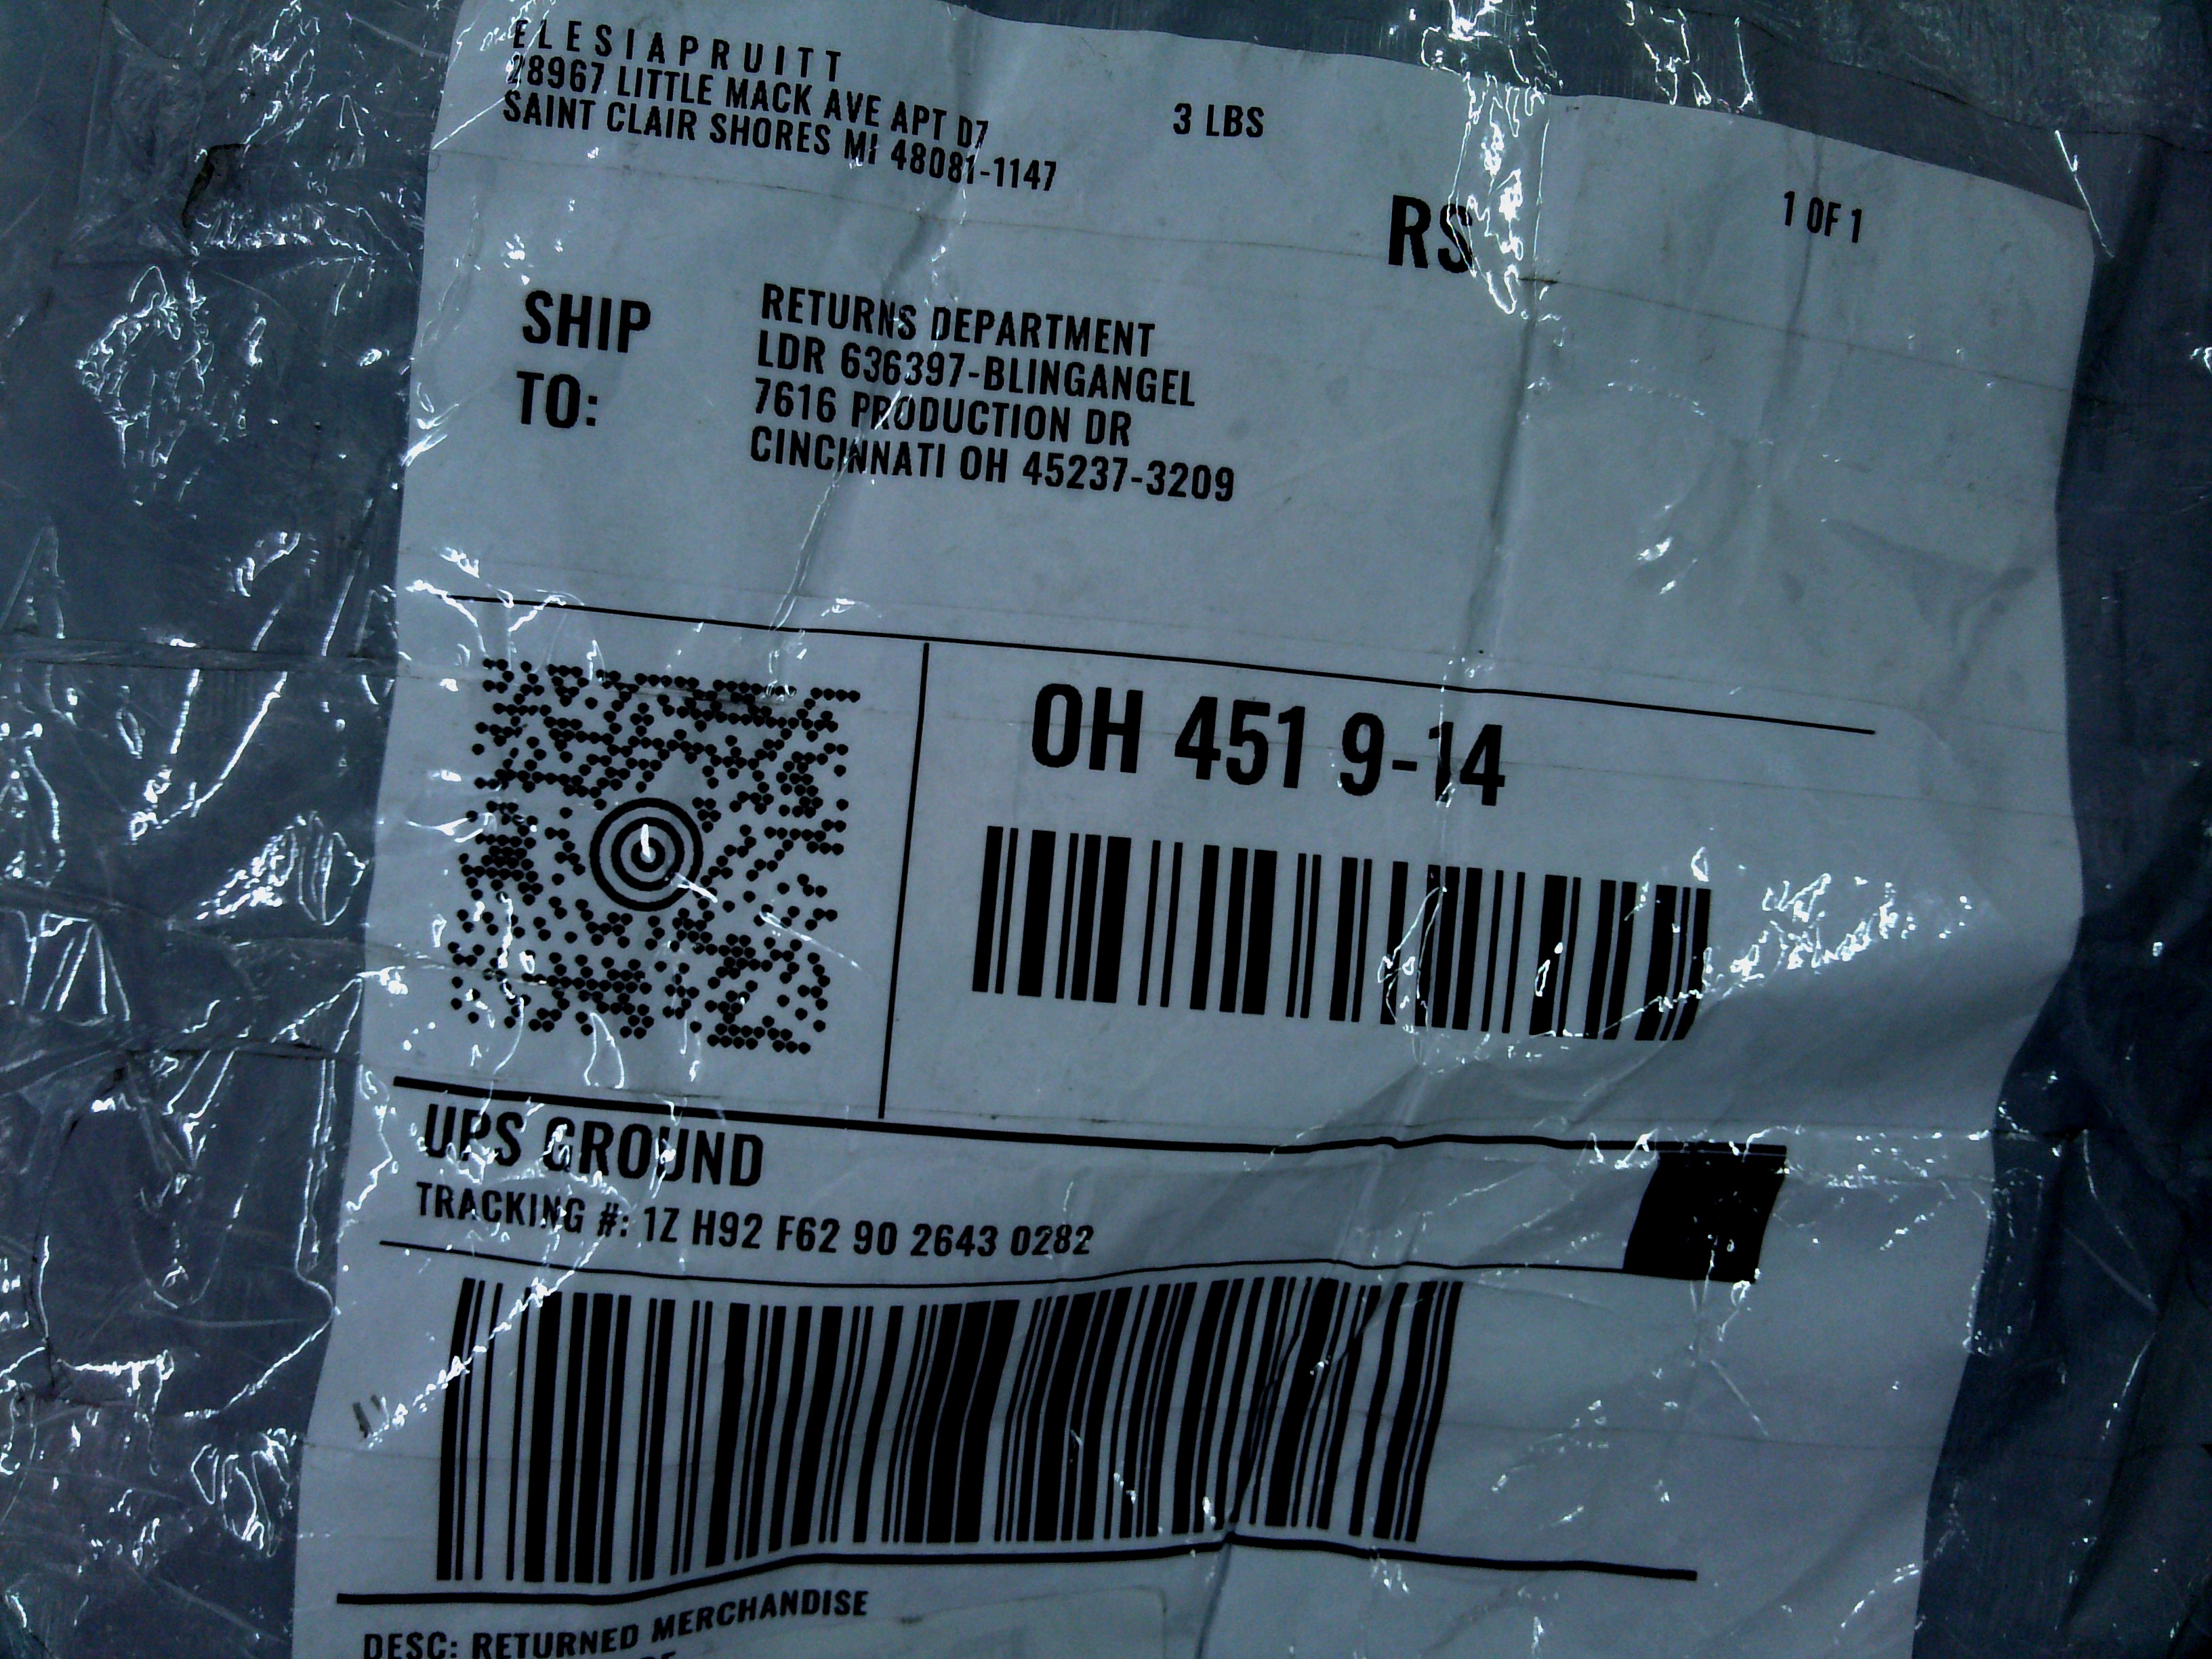 ELESIAPRUITT
28967 LITTLE MACK AVE APT D7
SAINT CLAIR SHORES MI 48081-1147
3 LBS
RS
1 OF 1
SHIP TO:
RETURNS DEPARTMENT
LDR 636397-BLINGANGEL
7616 PRODUCTION DR
CINCINNATI OH 45237-3209
OH 451 9-14
UPS GROUND
TRACKING #: 1Z H92 F62 90 2643 0282
DESC: RETURNED MERCHANDISE